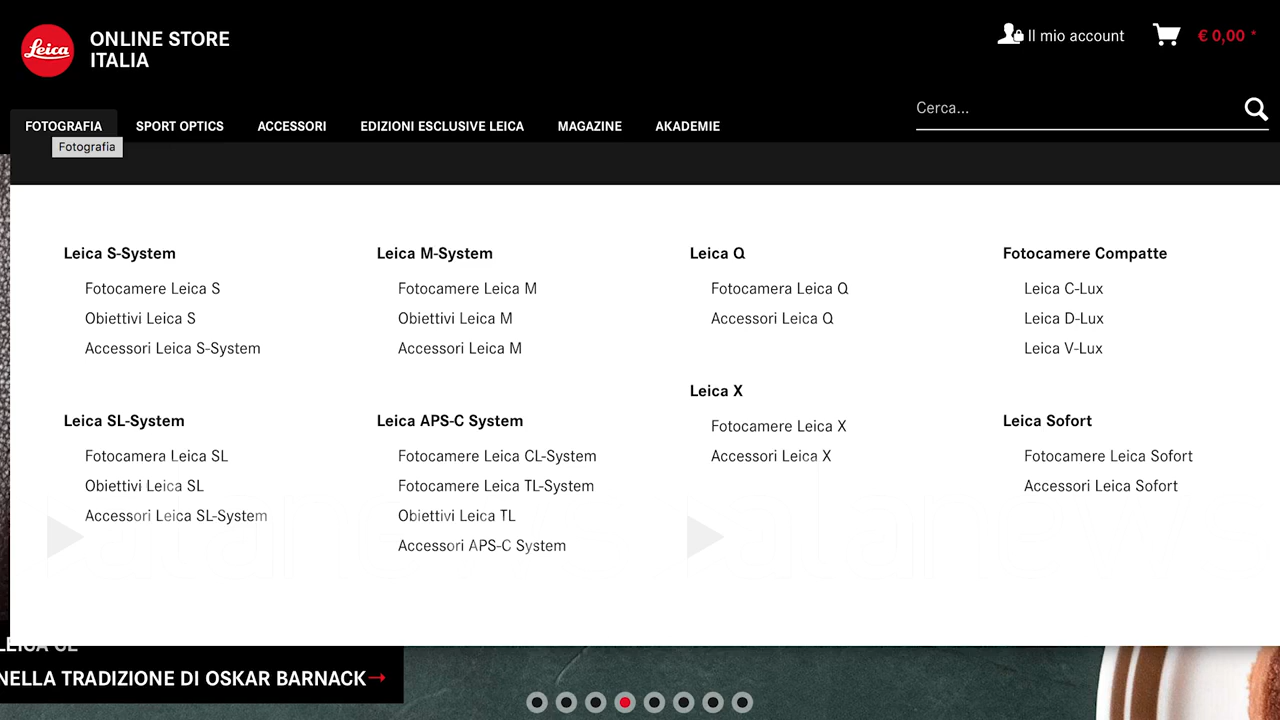 Leica
ONLINE STORE
ITALIA
Il mio account
€ 0,00 *
Cerca...
FOTOGRAFIA
SPORT OPTICS
ACCESSORI
EDIZIONI ESCLUSIVE LEICA
MAGAZINE
AKADEMIE
Fotografia
Leica S-System
Fotocamere Leica S
Obiettivi Leica S
Accessori Leica S-System
Leica SL-System
Fotocamera Leica SL
Obiettivi Leica SL
Accessori Leica SL-System
Leica M-System
Fotocamere Leica M
Obiettivi Leica M
Accessori Leica M
Leica APS-C System
Fotocamere Leica CL-System
Fotocamere Leica TL-System
Obiettivi Leica TL
Accessori APS-C System
Leica Q
Fotocamera Leica Q
Accessori Leica Q
Leica X
Fotocamere Leica X
Accessori Leica X
Fotocamere Compatte
Leica C-Lux
Leica D-Lux
Leica V-Lux
Leica Sofort
Fotocamere Leica Sofort
Accessori Leica Sofort
NELLA TRADIZIONE DI OSKAR BARNACK→